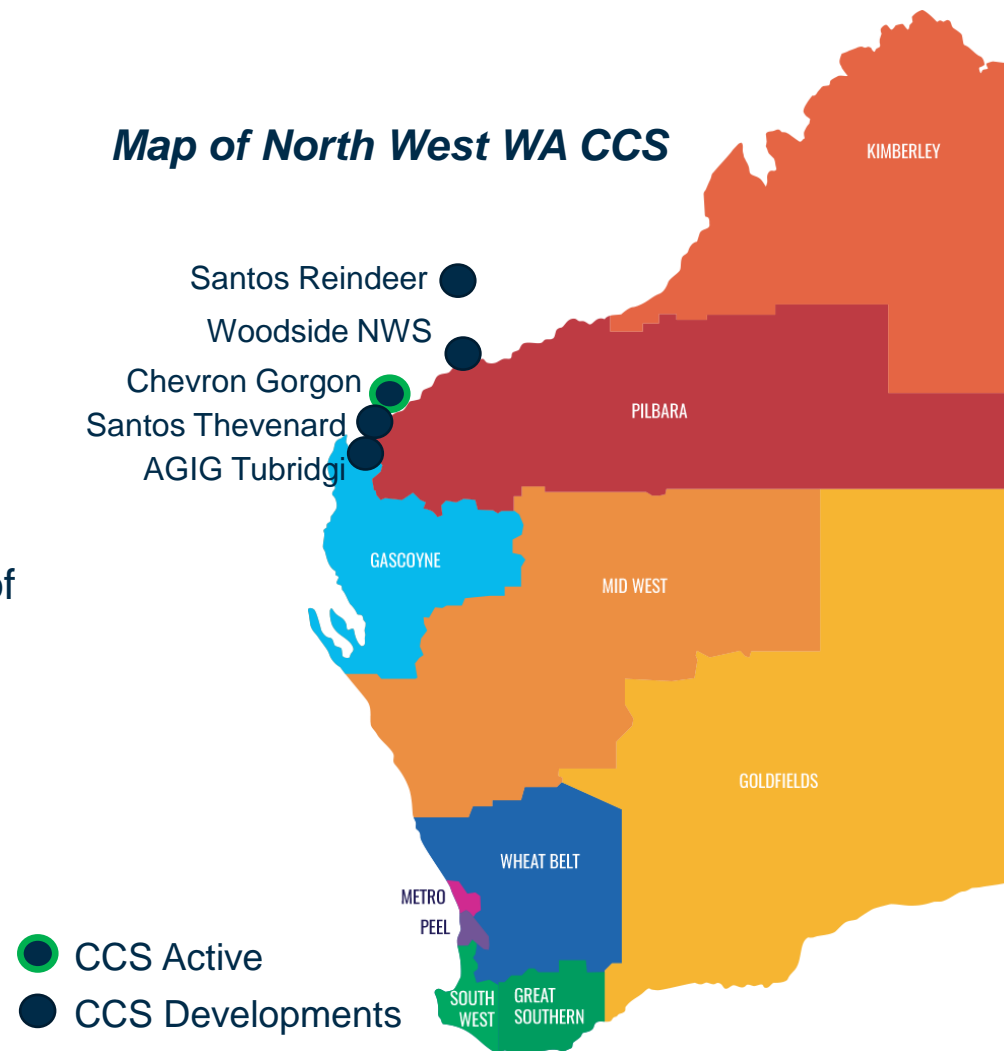 Map of North West WA CCS
KIMBERLEY
Santos Reindeer
Woodside NWS
Chevron Gorgon
Santos Thevenard
PILBARA
AGIG Tubridgi
GASCOYNE
of
MID WEST
GOLDFIELDS
WHEAT BELT
METRO
PEEL
CCS Active
SOUTH
WEST
GREAT
SOUTHERN
CCS Developments